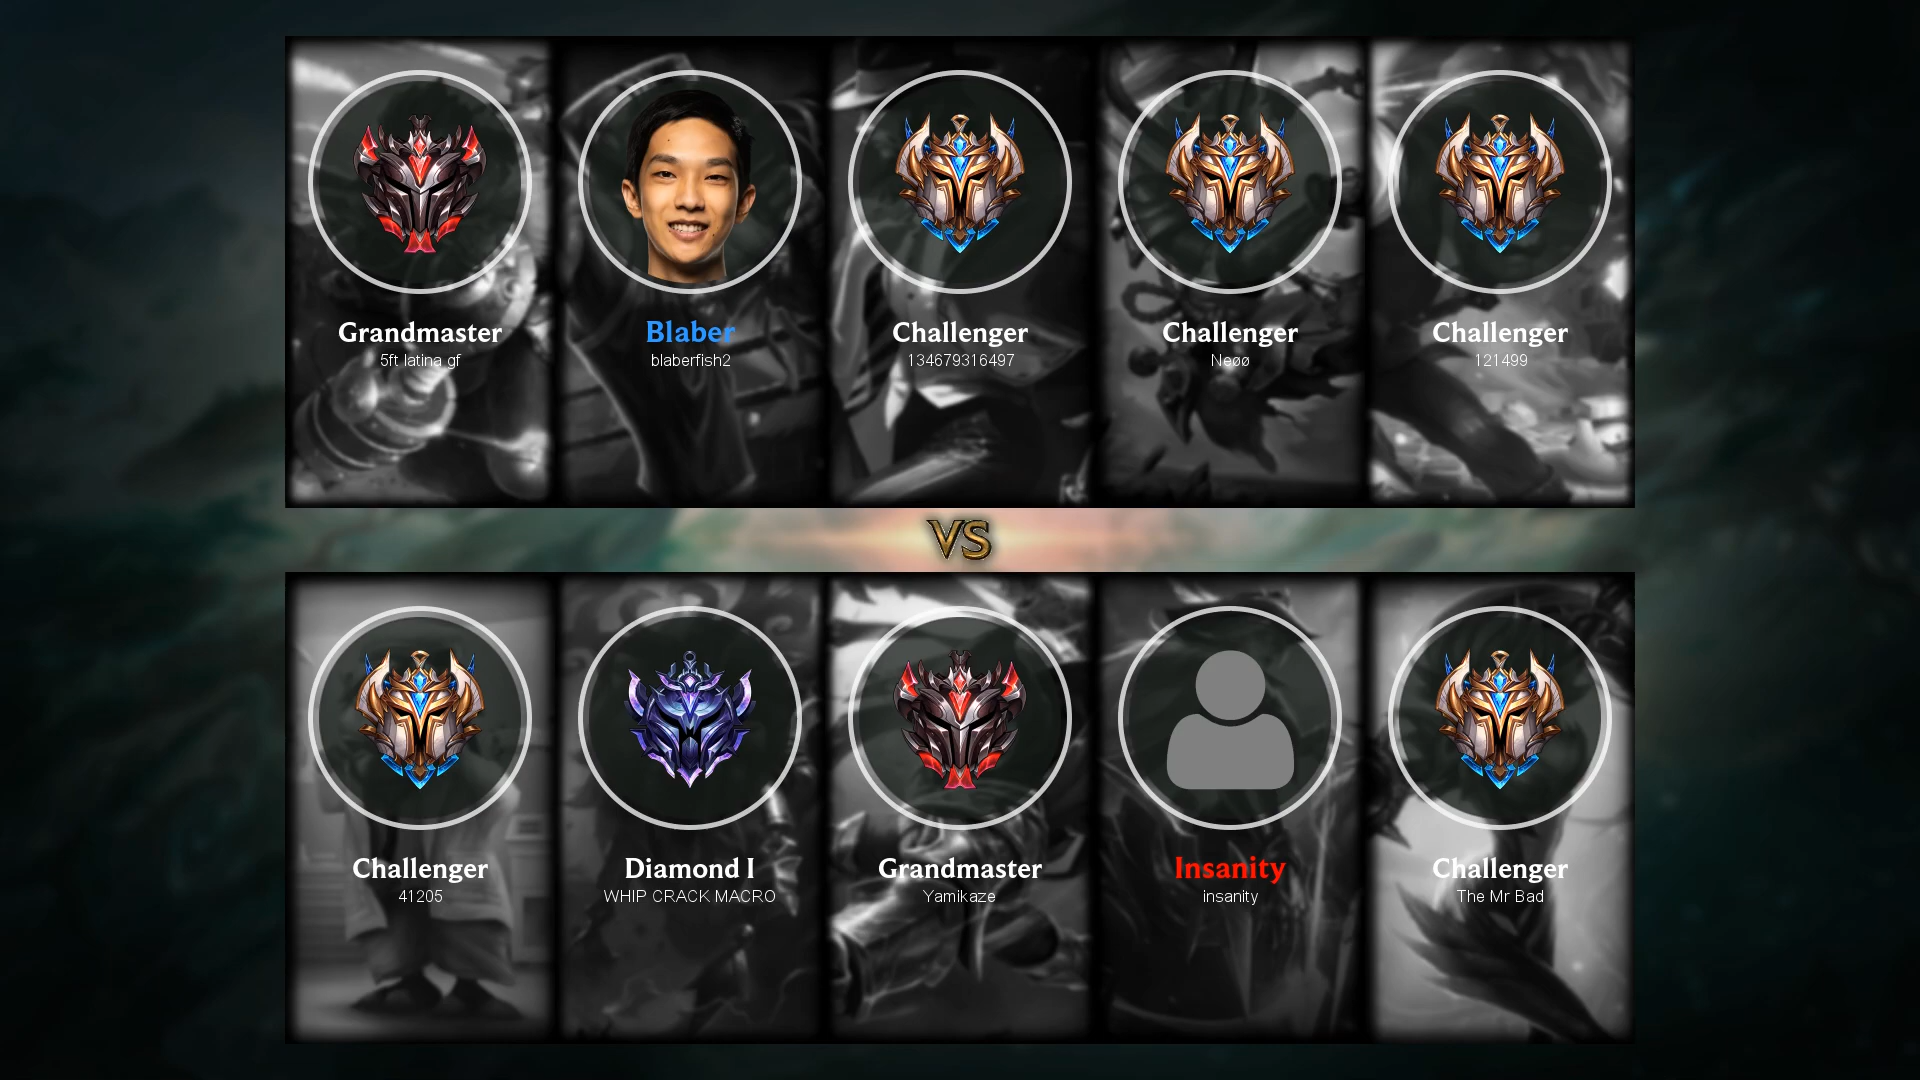 Grandmaster
5ft latina gf
Blaber
blaberfish2
Challenger
134679316497
Challenger
Neøø
Challenger
121499
VS
Challenger
41205
Diamond I
WHIP CRACK MACRO
Grandmaster
Yamikaze
Insanity
insanity
Challenger
The Mr Bad